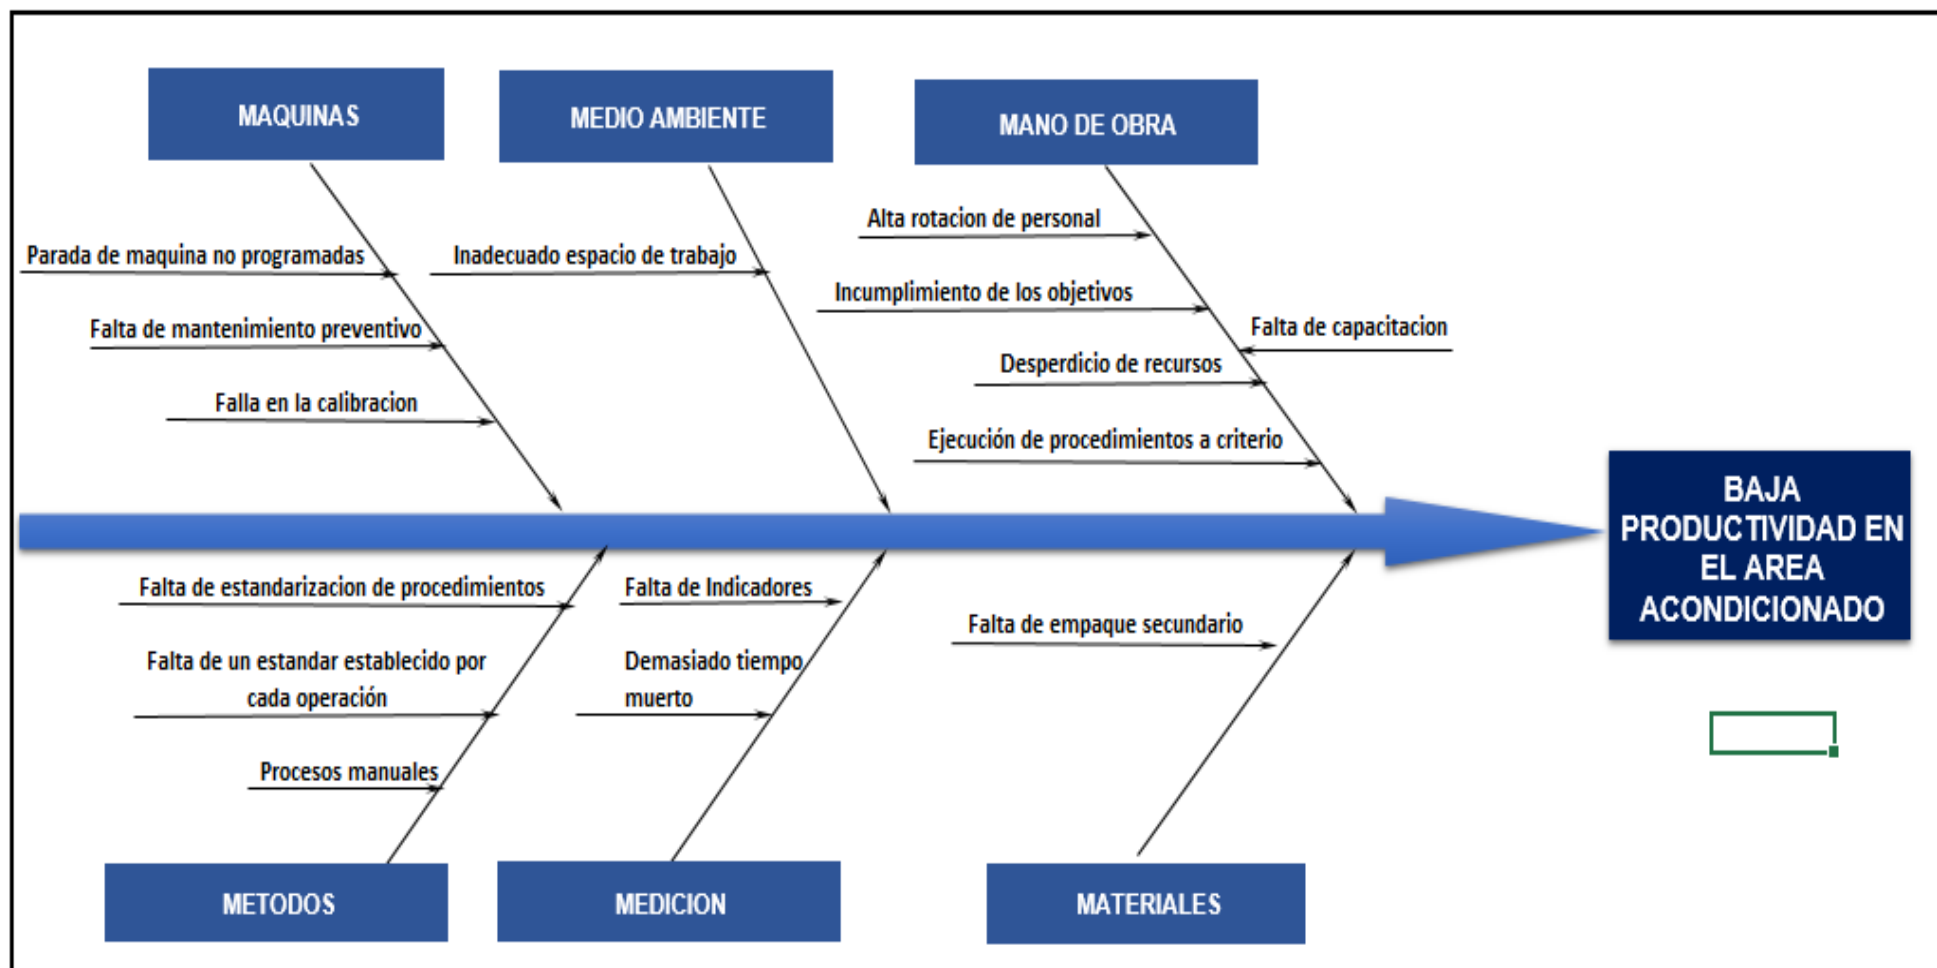 MAQUINAS
MEDIO AMBIENTE
MANO DE OBRA
Parada de maquina no programadas
Falta de mantenimiento preventivo
Falla en la calibracion
Inadecuado espacio de trabajo
Alta rotacion de personal
Incumplimiento de los objetivos
Falta de capacitacion
Desperdicio de recursos
Ejecución de procedimientos a criterio
BAJA
PRODUCTIVIDAD EN
EL AREA
ACONDICIONADO
Falta de estandarizacion de procedimientos
Falta de un estandar establecido por
cada operación
Procesos manuales
Falta de Indicadores
Demasiado tiempo
muerto
Falta de empaque secundario
METODOS
MEDICION
MATERIALES